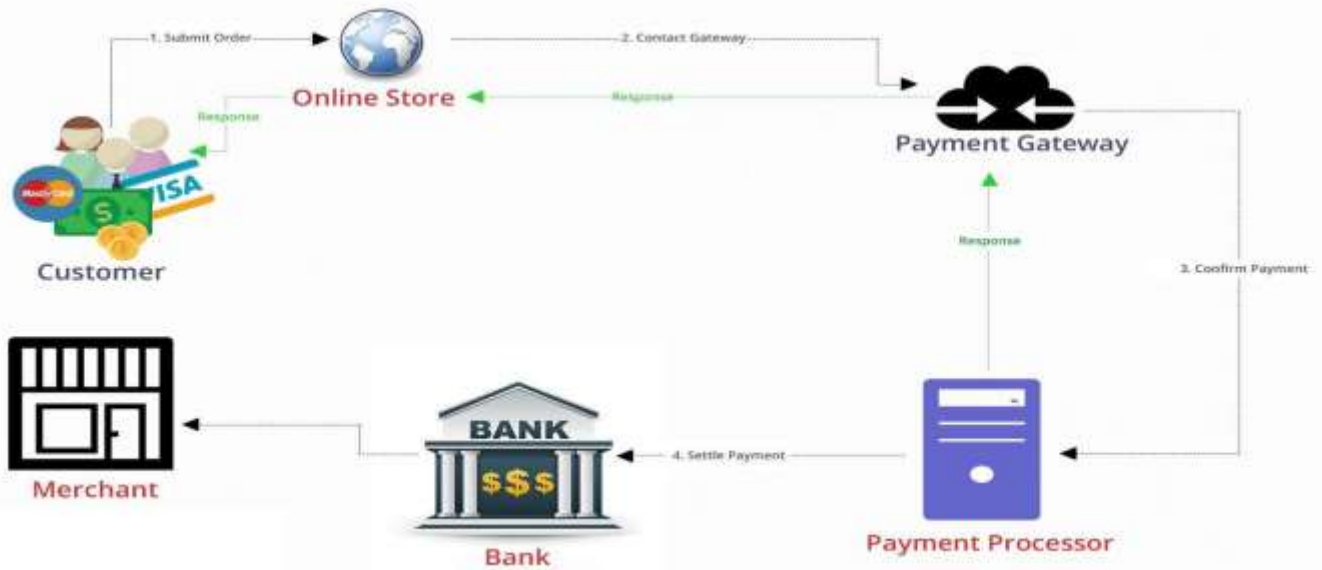 1. Submit Order
2. Contact Gateway
Online Store
Response
Response
Payment Gateway
MasterCard
VISA
$
Customer
Response
3. Confirm Payment
BANK
$$$
4. Settle Payment
Merchant
Bank
Payment Processor